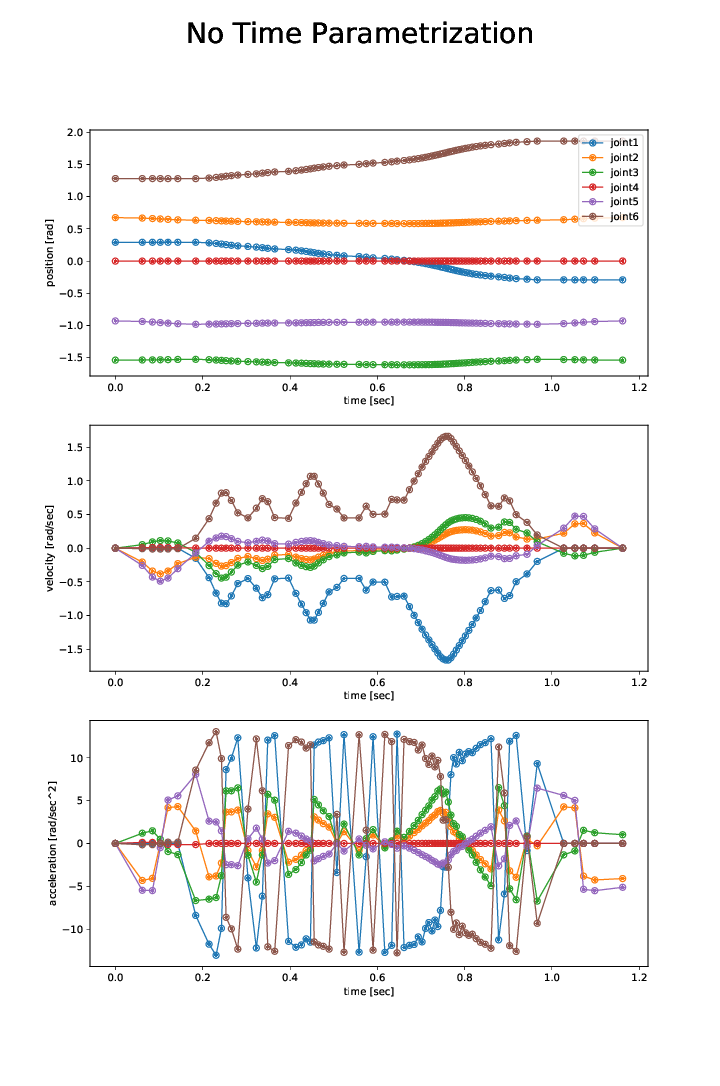 No Time Parametrization
2.0
1.5
1.0
0.5
0.0
−0.5
−1.0
−1.5
position [rad]
joint1
joint2
joint3
joint4
joint5
joint6
0.0 0.2 0.4 0.6 0.8 1.0 1.2
time [sec]
1.5
1.0
0.5
0.0
−0.5
−1.0
−1.5
velocity [rad/sec]
0.0 0.2 0.4 0.6 0.8 1.0 1.2
time [sec]
10
5
0
−5
−10
acceleration [rad/sec^2]
0.0 0.2 0.4 0.6 0.8 1.0 1.2
time [sec]